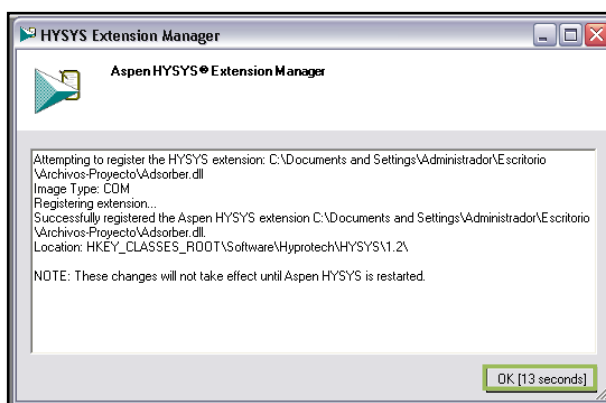 HYSYS Extension Manager
Aspen HYSYS® Extension Manager
Attempting to register the HYSYS extension: C:\Documents and Settings\Administrador\Escritorio
\Archivos-Proyecto\Adsorber.dll
Image Type: COM
Registering extension...
Successfully registered the Aspen HYSYS extension C:\Documents and Settings\Administrador\Escritorio
\Archivos-Proyecto\Adsorber.dll.
Location: HKEY_CLASSES_ROOT\Software\Hyprotech\HYSYS\1.2\
NOTE: These changes will not take effect until Aspen HYSYS is restarted.
OK [13 seconds]